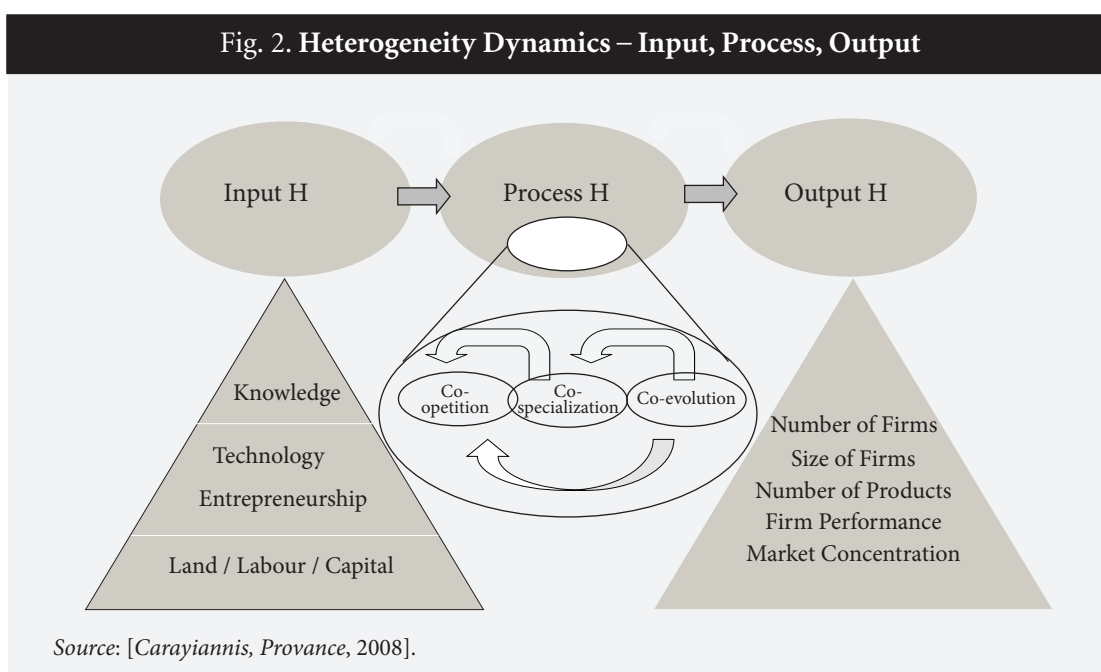 Fig. 2. Heterogeneity Dynamics – Input, Process, Output
Input H
Process H
Output H
Knowledge
Technology
Entrepreneurship
Land / Labour / Capital
Co-
opetition
Co-
specialization
Co-evolution
Number of Firms
Size of Firms
Number of Products
Firm Performance
Market Concentration
Source: [Carayiannis, Provance, 2008].